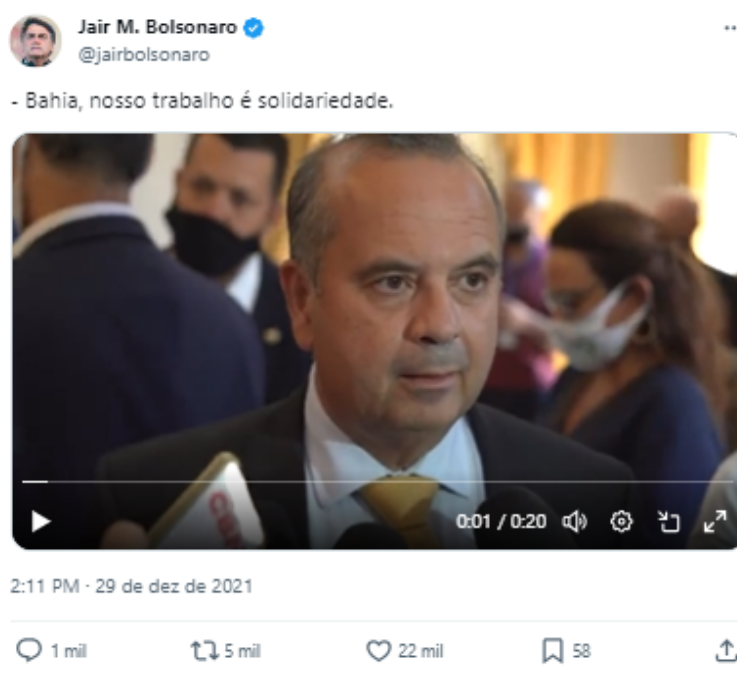 Jair M. Bolsonaro
@jairbolsonaro
- Bahia, nosso trabalho é solidariedade.
0:01 / 0:20
2:11 PM · 29 de dez de 2021
1 mil
5 mil
22 mil
58